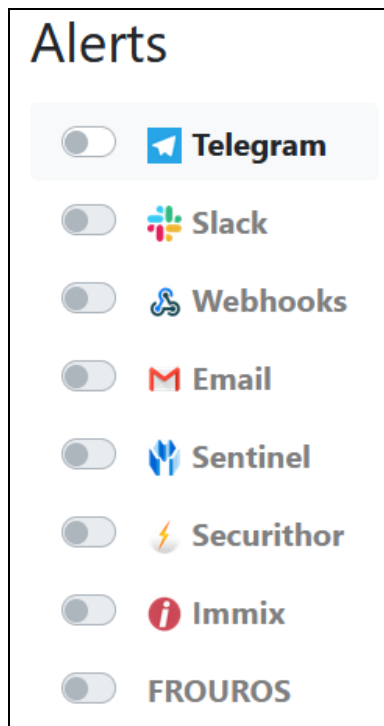 Alerts
Telegram
Slack
Webhooks
Email
Sentinel
Securithor
Immix
FROUROS